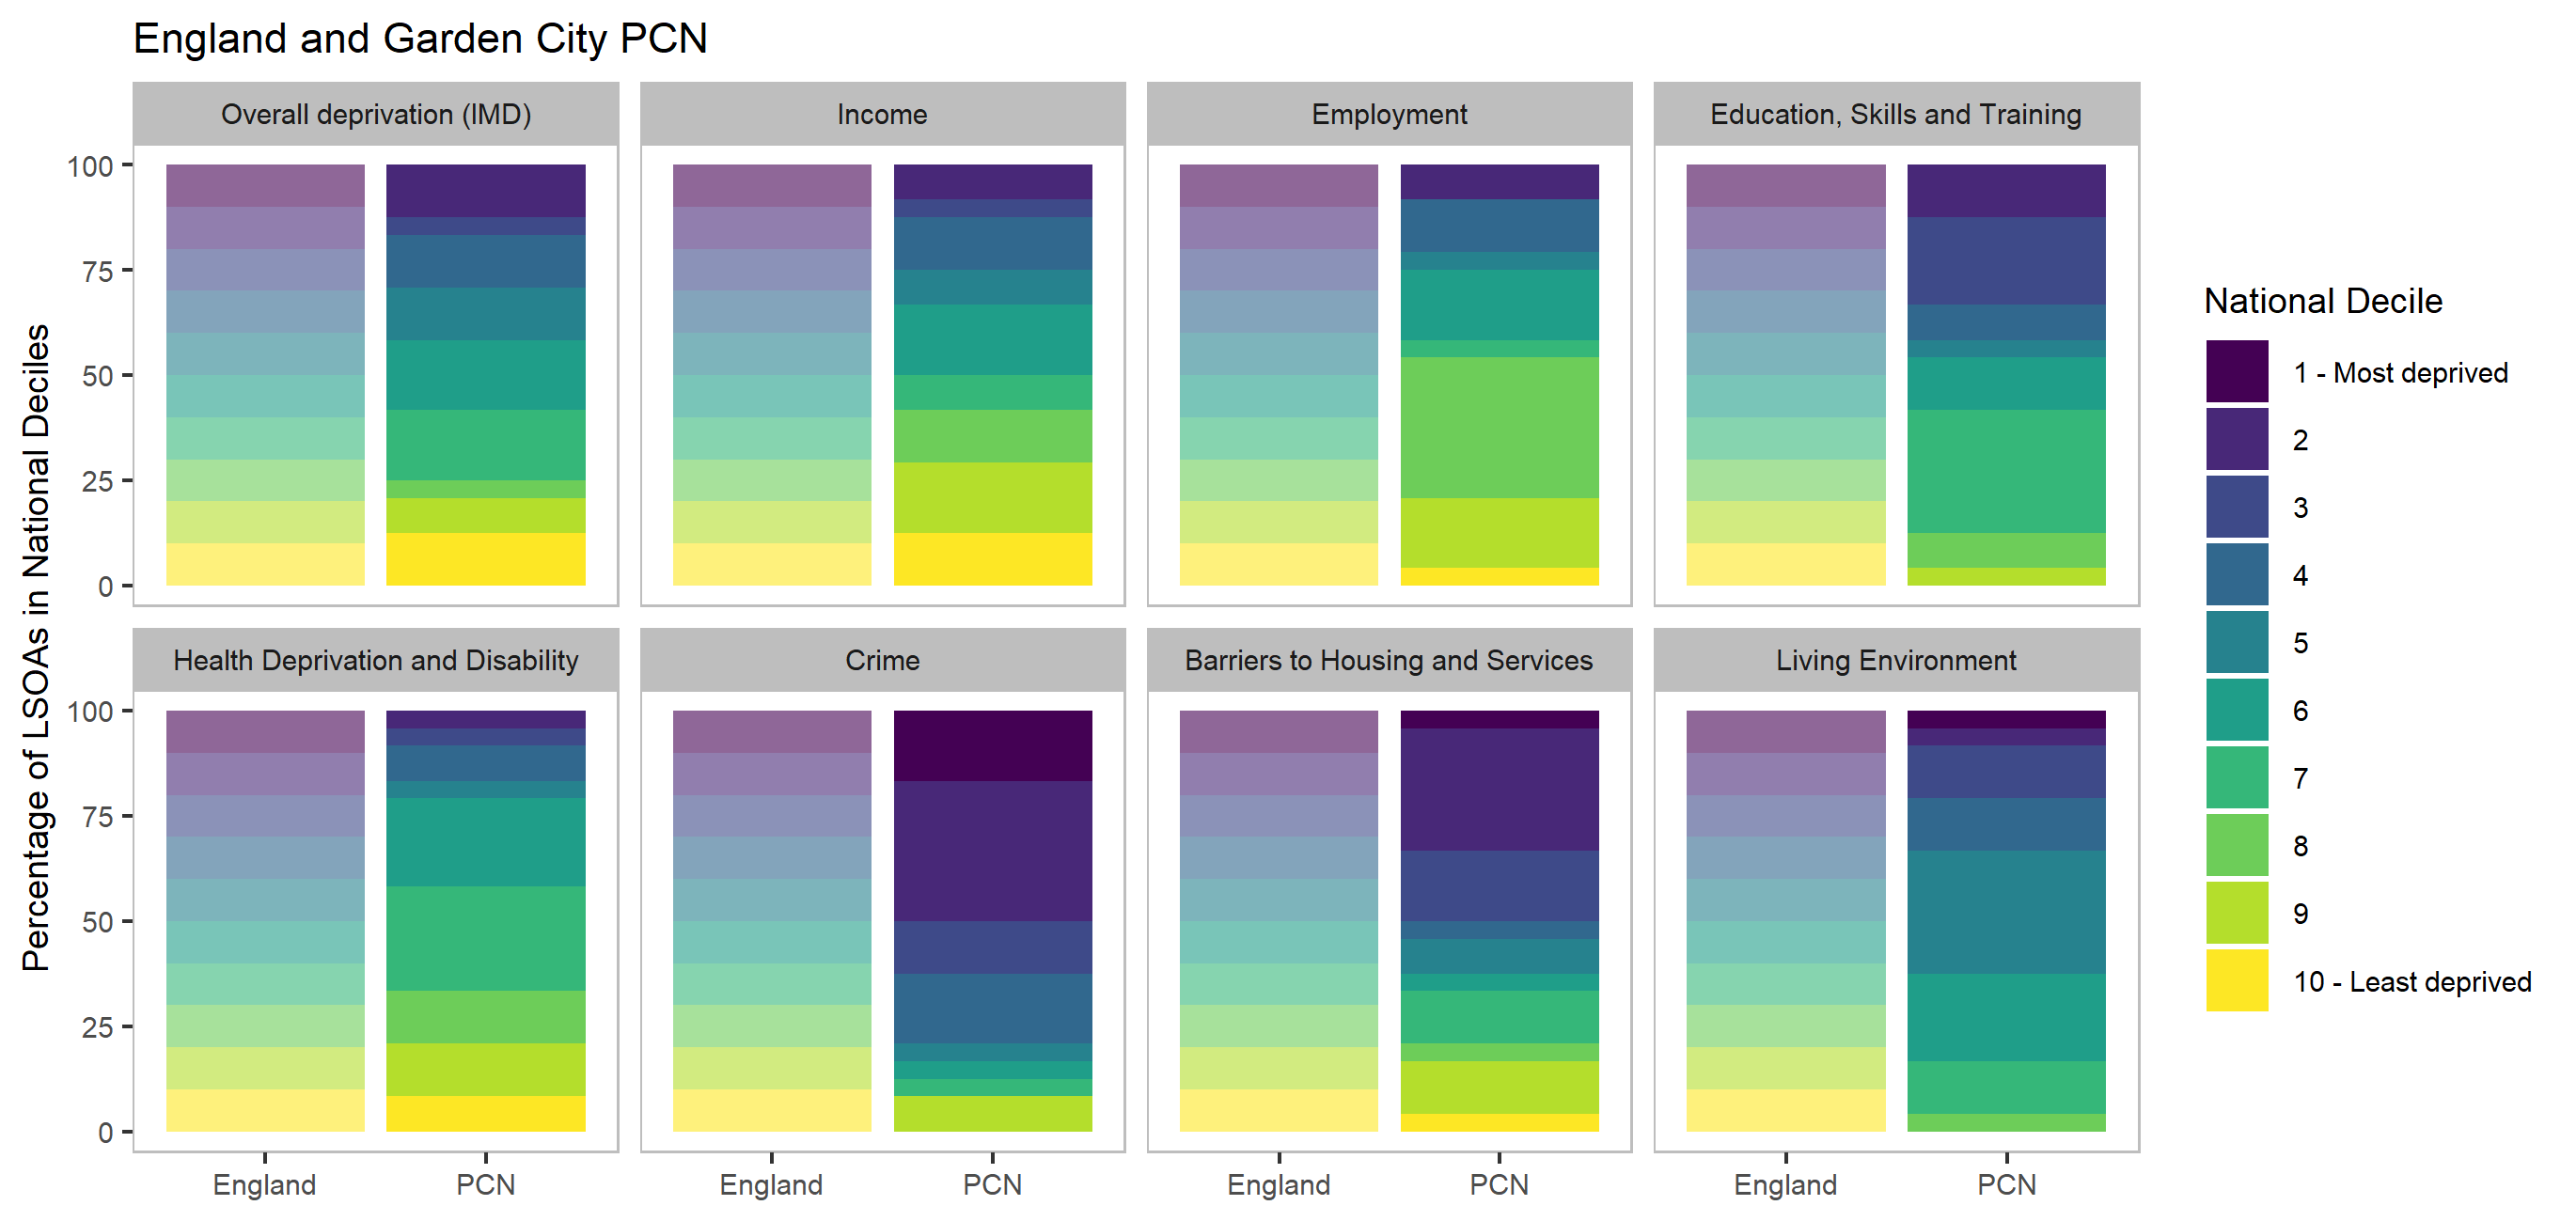 England and Garden City PCN
Overall deprivation (IMD)
Income
Employment
Education, Skills and Training
100
75
50
25
0
Health Deprivation and Disability
Crime
Barriers to Housing and Services
Living Environment
100
75
50
25
0
England
PCN
England
PCN
England
PCN
England
PCN
Percentage of LSOAs in National Deciles
National Decile
1 - Most deprived
2
3
4
5
6
7
8
9
10 - Least deprived